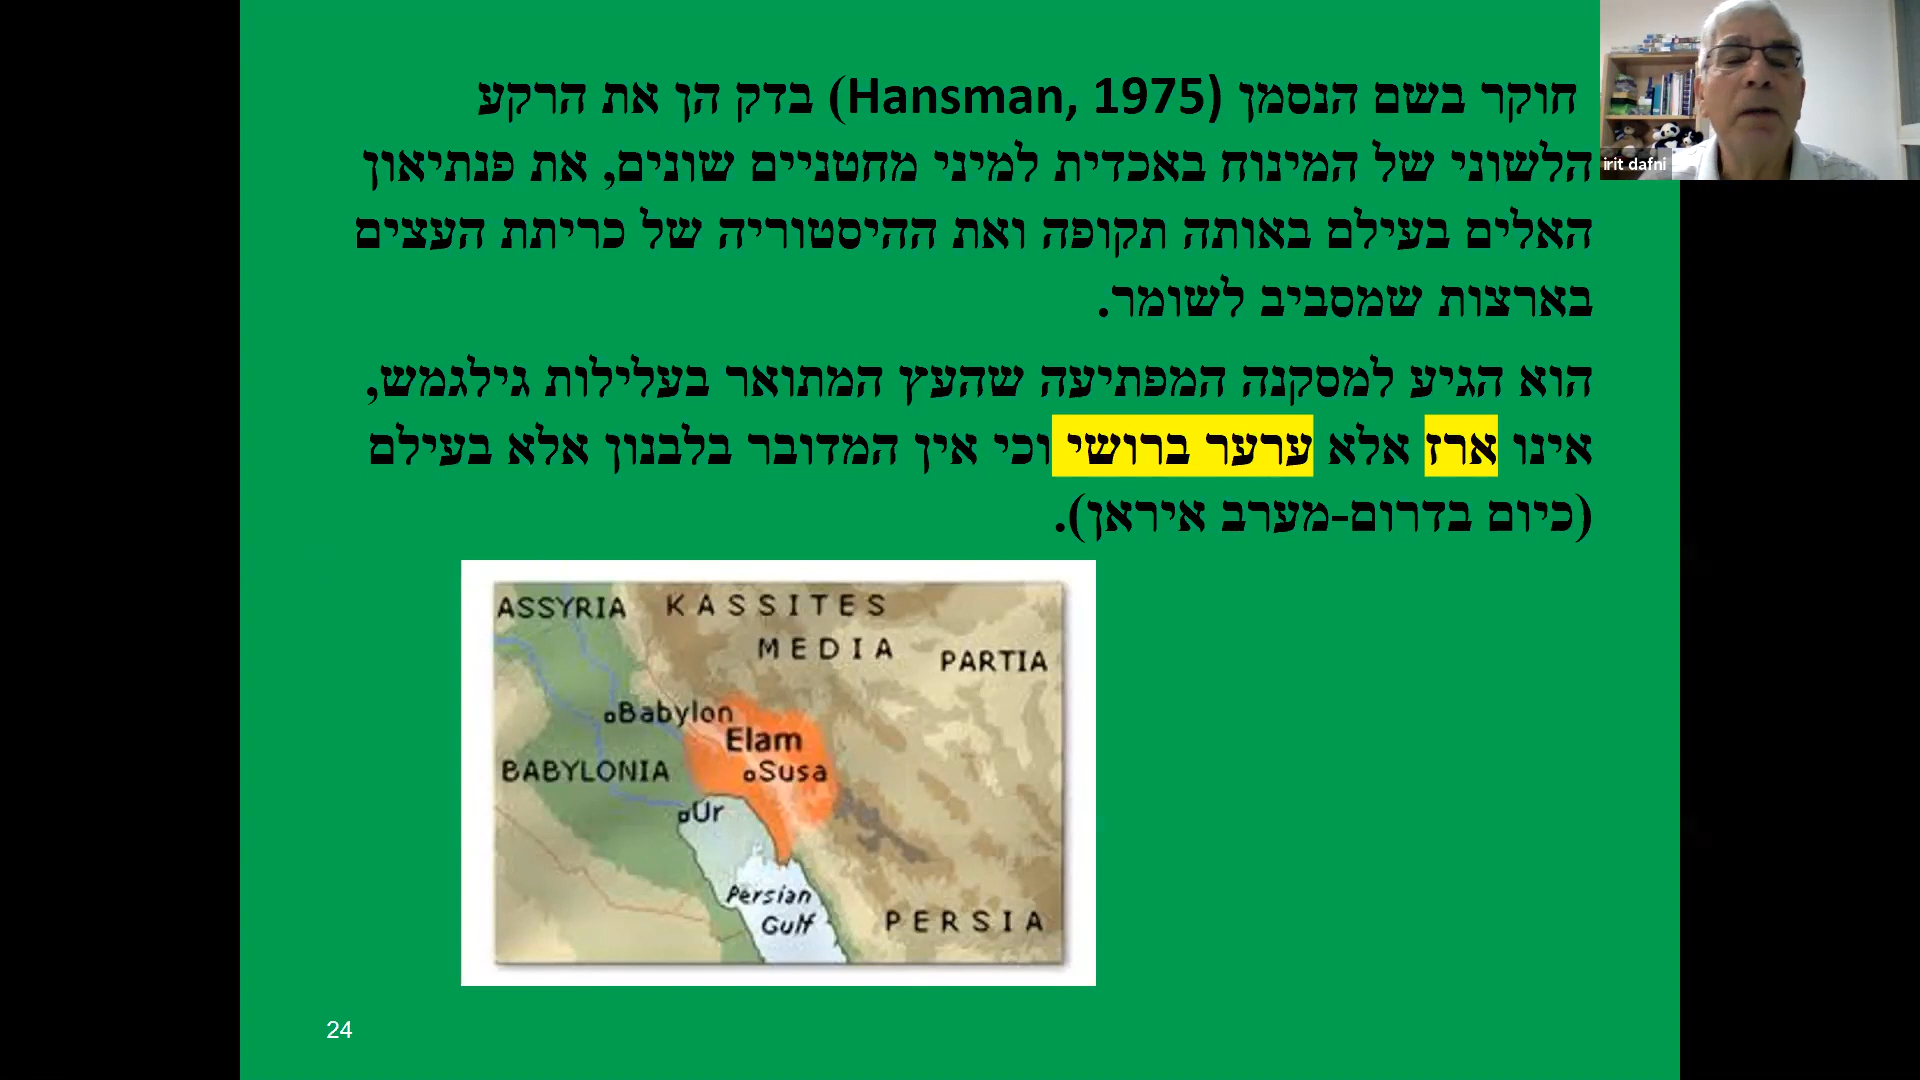 חוקר בשם הנסמן (Hansman, 1975) בדק הן את הרקע
הלשוני של המינוח באכדית למיני מחטניים שונים, את פנתיאון
האלים בעילם באותה תקופה ואת ההיסטוריה של כריתת העצים
בארצות שמסביב לשומר.
הוא הגיע למסקנה המפתיעה שהעץ המתואר בעלילות גילגמש,
אינו ארז אלא ערער ברושי וכי אין המדובר בלבנון אלא בעילם
(כיום בדרום-מערב איראן).
irit dafni
ASSYRIA
KASSITES
MEDIA
PARTIA
Babylon
Elam
Susa
BABYLONIA
Ur
Persian
Gulf
PERSIA
24